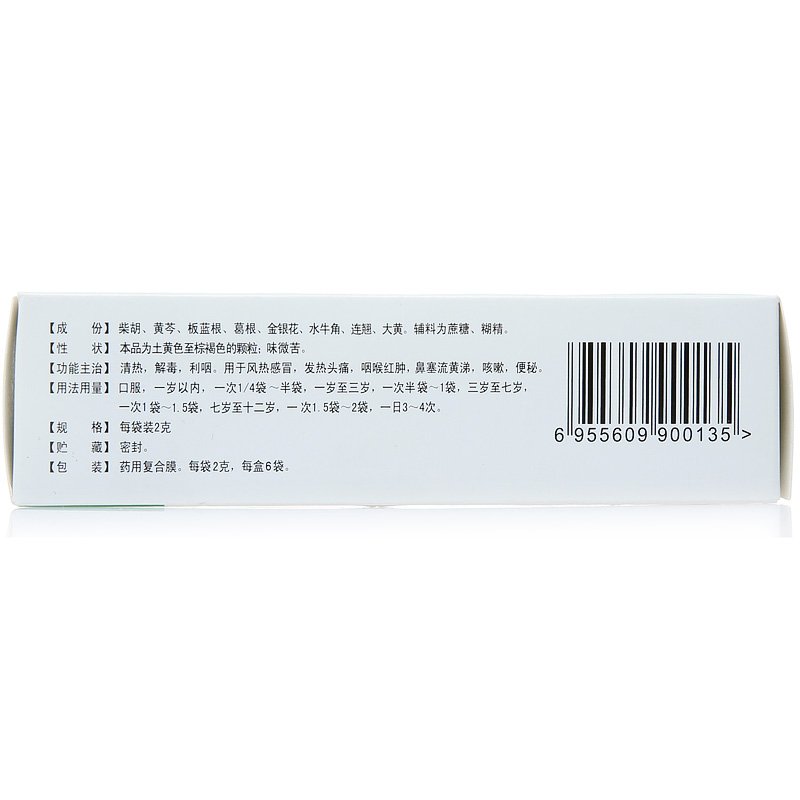 【成　份】柴胡、黄芩、板蓝根、葛根、金银花、水牛角、连翘、大黄。辅料为蔗糖、糊精。
【性　状】本品为土黄色至棕褐色的颗粒；味微苦。
【功能主治】清热，解毒，利咽。用于风热感冒，发热头痛，咽喉红肿，鼻塞流黄涕，咳嗽，便秘。
【用法用量】口服，一岁以内，一次1/4袋～半袋，一岁至三岁，一次半袋～1袋，三岁至七岁，
一次1袋～1.5袋，七岁至十二岁，一次1.5袋～2袋，一日3～4次。
【规　格】每袋装2克
【贮　藏】密封。
【包　装】药用复合膜。每袋2克，每盒6袋。
6 955609 900135 >